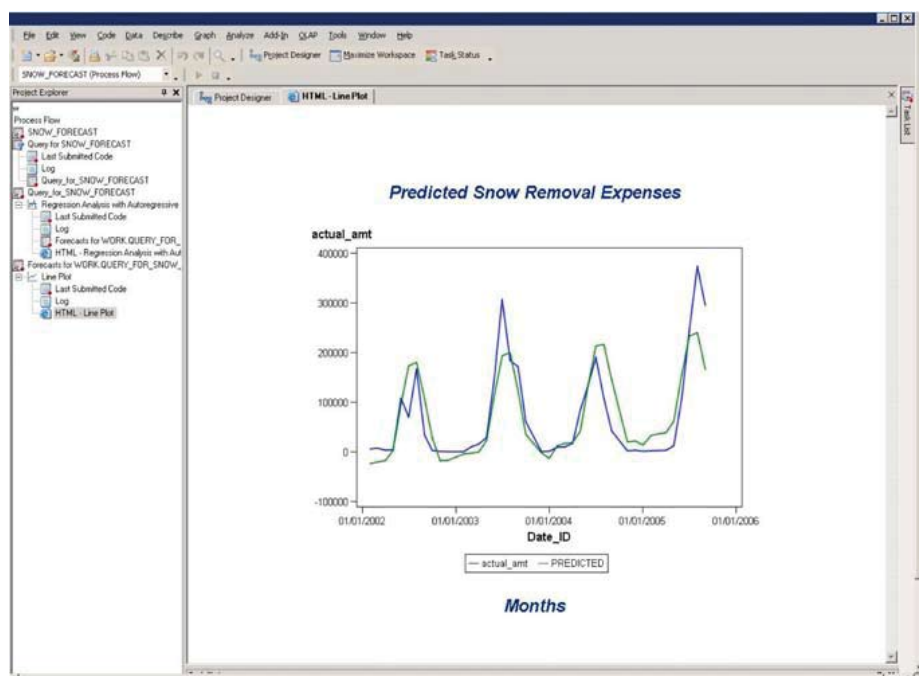 File Edit View Code Data Describe Graph Analyze Add-In OLAP Tools Window Help
Project Designer Maximize Workspace Task Status
SNOW_FORECAST (Process Flow)
Project Explorer
Project Designer HTML - Line Plot
Task List
Process Flow
SNOW_FORECAST
Query for SNOW_FORECAST
Last Submitted Code
Log
Query_for_SNOW_FORECAST
Query_for_SNOW_FORECAST
Regression Analysis with Autoregressive
Last Submitted Code
Log
Forecasts for WORK.QUERY_FOR_
HTML - Regression Analysis with Aut
Forecasts for WORK.QUERY_FOR_SNOW_
Line Plot
Last Submitted Code
Log
HTML - Line Plot
Predicted Snow Removal Expenses
actual_amt
400000
300000
200000
100000
0
-100000
01/01/2002 01/01/2003 01/01/2004 01/01/2005 01/01/2006
Date_ID
actual_amt PREDICTED
Months